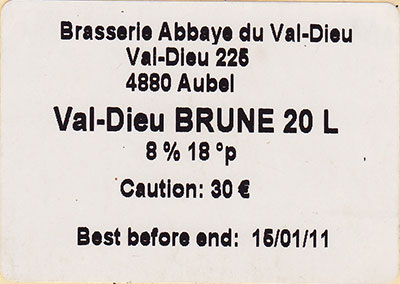 Brasserie Abbaye du Val-Dieu
Val-Dieu 225
4880 Aubel
Val-Dieu BRUNE 20 L
8 % 18 °p
Caution: 30 €
Best before end: 15/01/11